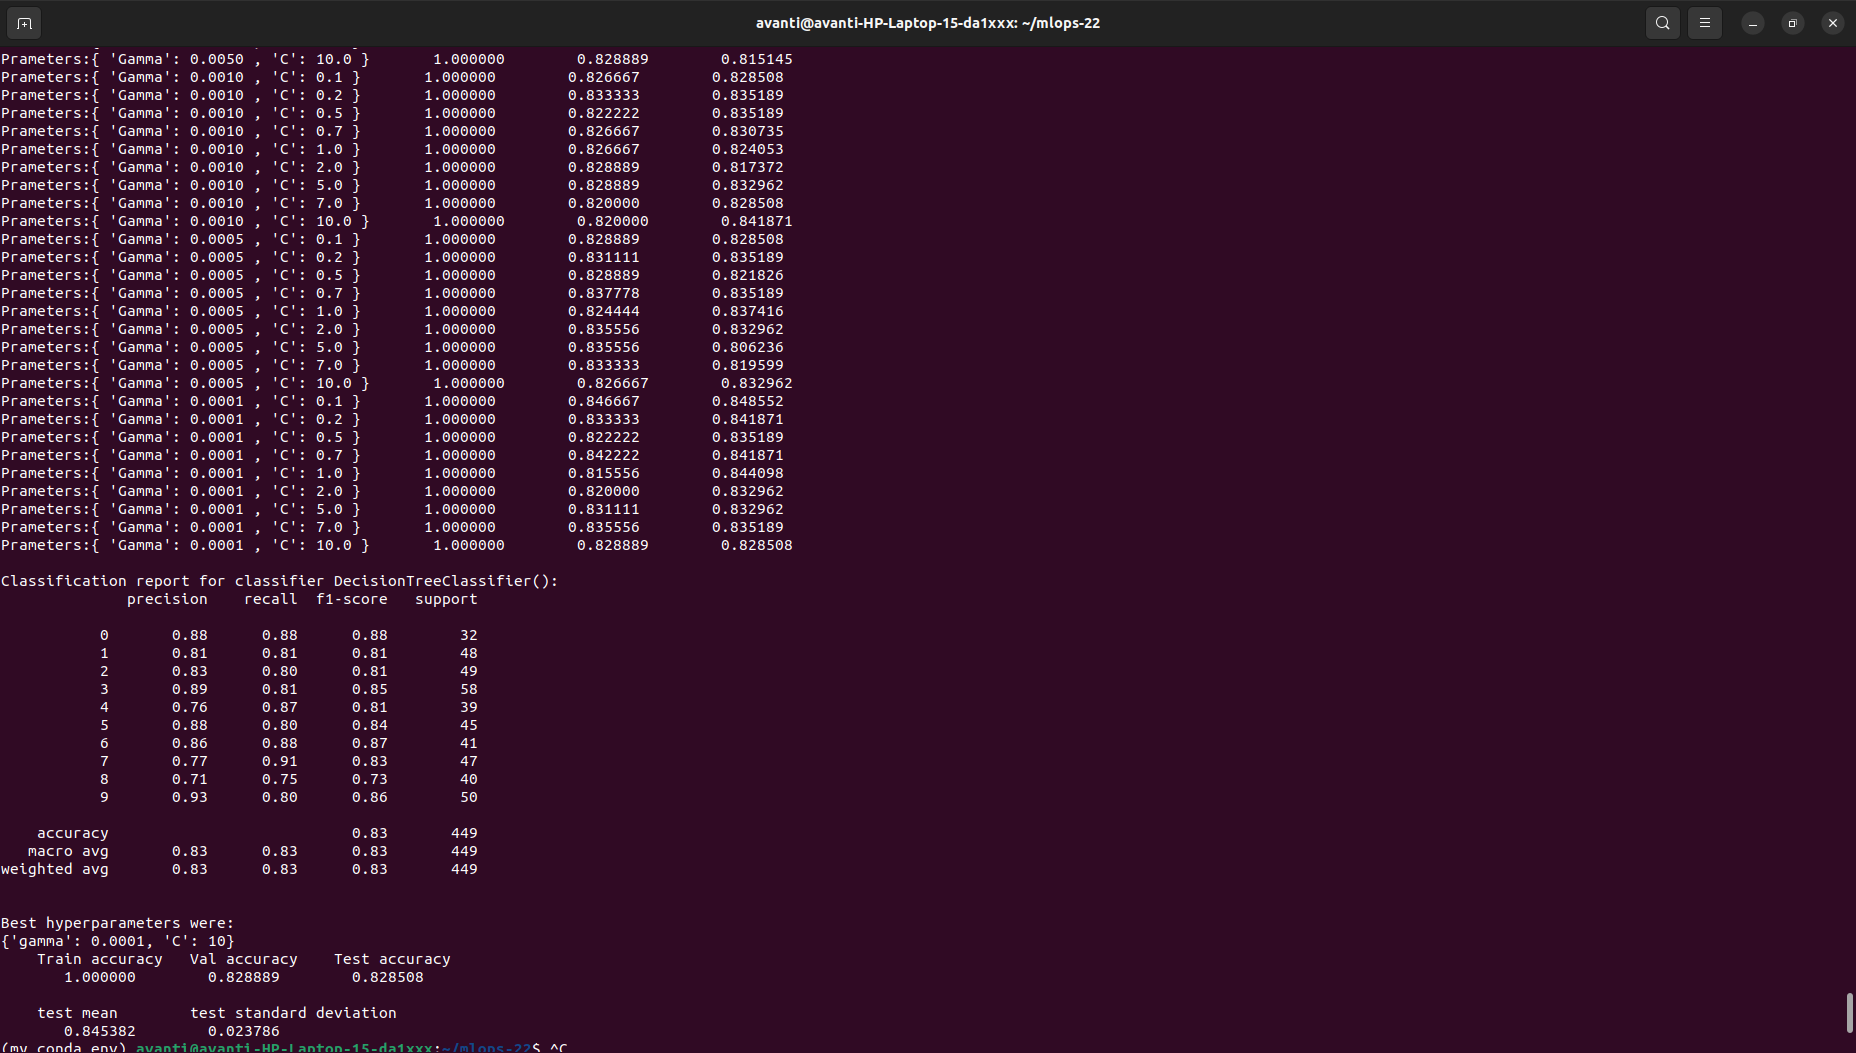 avanti@avanti-HP-Laptop-15-da1xxx: ~/mlops-22
Prameters:{ 'Gamma': 0.0050 , 'C': 10.0 } 1.000000 0.828889 0.815145
Prameters:{ 'Gamma': 0.0010 , 'C': 0.1 } 1.000000 0.826667 0.828508
Prameters:{ 'Gamma': 0.0010 , 'C': 0.2 } 1.000000 0.833333 0.835189
Prameters:{ 'Gamma': 0.0010 , 'C': 0.5 } 1.000000 0.822222 0.835189
Prameters:{ 'Gamma': 0.0010 , 'C': 0.7 } 1.000000 0.826667 0.830735
Prameters:{ 'Gamma': 0.0010 , 'C': 1.0 } 1.000000 0.826667 0.824053
Prameters:{ 'Gamma': 0.0010 , 'C': 2.0 } 1.000000 0.828889 0.817372
Prameters:{ 'Gamma': 0.0010 , 'C': 5.0 } 1.000000 0.828889 0.832962
Prameters:{ 'Gamma': 0.0010 , 'C': 7.0 } 1.000000 0.820000 0.828508
Prameters:{ 'Gamma': 0.0010 , 'C': 10.0 } 1.000000 0.820000 0.841871
Prameters:{ 'Gamma': 0.0005 , 'C': 0.1 } 1.000000 0.828889 0.828508
Prameters:{ 'Gamma': 0.0005 , 'C': 0.2 } 1.000000 0.831111 0.835189
Prameters:{ 'Gamma': 0.0005 , 'C': 0.5 } 1.000000 0.828889 0.821826
Prameters:{ 'Gamma': 0.0005 , 'C': 0.7 } 1.000000 0.837778 0.835189
Prameters:{ 'Gamma': 0.0005 , 'C': 1.0 } 1.000000 0.824444 0.837416
Prameters:{ 'Gamma': 0.0005 , 'C': 2.0 } 1.000000 0.835556 0.832962
Prameters:{ 'Gamma': 0.0005 , 'C': 5.0 } 1.000000 0.835556 0.806236
Prameters:{ 'Gamma': 0.0005 , 'C': 7.0 } 1.000000 0.833333 0.819599
Prameters:{ 'Gamma': 0.0005 , 'C': 10.0 } 1.000000 0.826667 0.832962
Prameters:{ 'Gamma': 0.0001 , 'C': 0.1 } 1.000000 0.846667 0.848552
Prameters:{ 'Gamma': 0.0001 , 'C': 0.2 } 1.000000 0.833333 0.841871
Prameters:{ 'Gamma': 0.0001 , 'C': 0.5 } 1.000000 0.822222 0.835189
Prameters:{ 'Gamma': 0.0001 , 'C': 0.7 } 1.000000 0.842222 0.841871
Prameters:{ 'Gamma': 0.0001 , 'C': 1.0 } 1.000000 0.815556 0.844098
Prameters:{ 'Gamma': 0.0001 , 'C': 2.0 } 1.000000 0.820000 0.832962
Prameters:{ 'Gamma': 0.0001 , 'C': 5.0 } 1.000000 0.831111 0.832962
Prameters:{ 'Gamma': 0.0001 , 'C': 7.0 } 1.000000 0.835556 0.835189
Prameters:{ 'Gamma': 0.0001 , 'C': 10.0 } 1.000000 0.828889 0.828508
Classification report for classifier DecisionTreeClassifier():
precision recall f1-score support
0 0.88 0.88 0.88 32
1 0.81 0.81 0.81 48
2 0.83 0.80 0.81 49
3 0.89 0.81 0.85 58
4 0.76 0.87 0.81 39
5 0.88 0.80 0.84 45
6 0.86 0.88 0.87 41
7 0.77 0.91 0.83 47
8 0.71 0.75 0.73 40
9 0.93 0.80 0.86 50
accuracy 0.83 449
macro avg 0.83 0.83 0.83 449
weighted avg 0.83 0.83 0.83 449
Best hyperparameters were:
{'gamma': 0.0001, 'C': 10}
Train accuracy Val accuracy Test accuracy
1.000000 0.828889 0.828508
test mean test standard deviation
0.845382 0.023786
(my_conda_env) avanti@avanti-HP-Laptop-15-da1xxx:~/mlops-22$ ^C